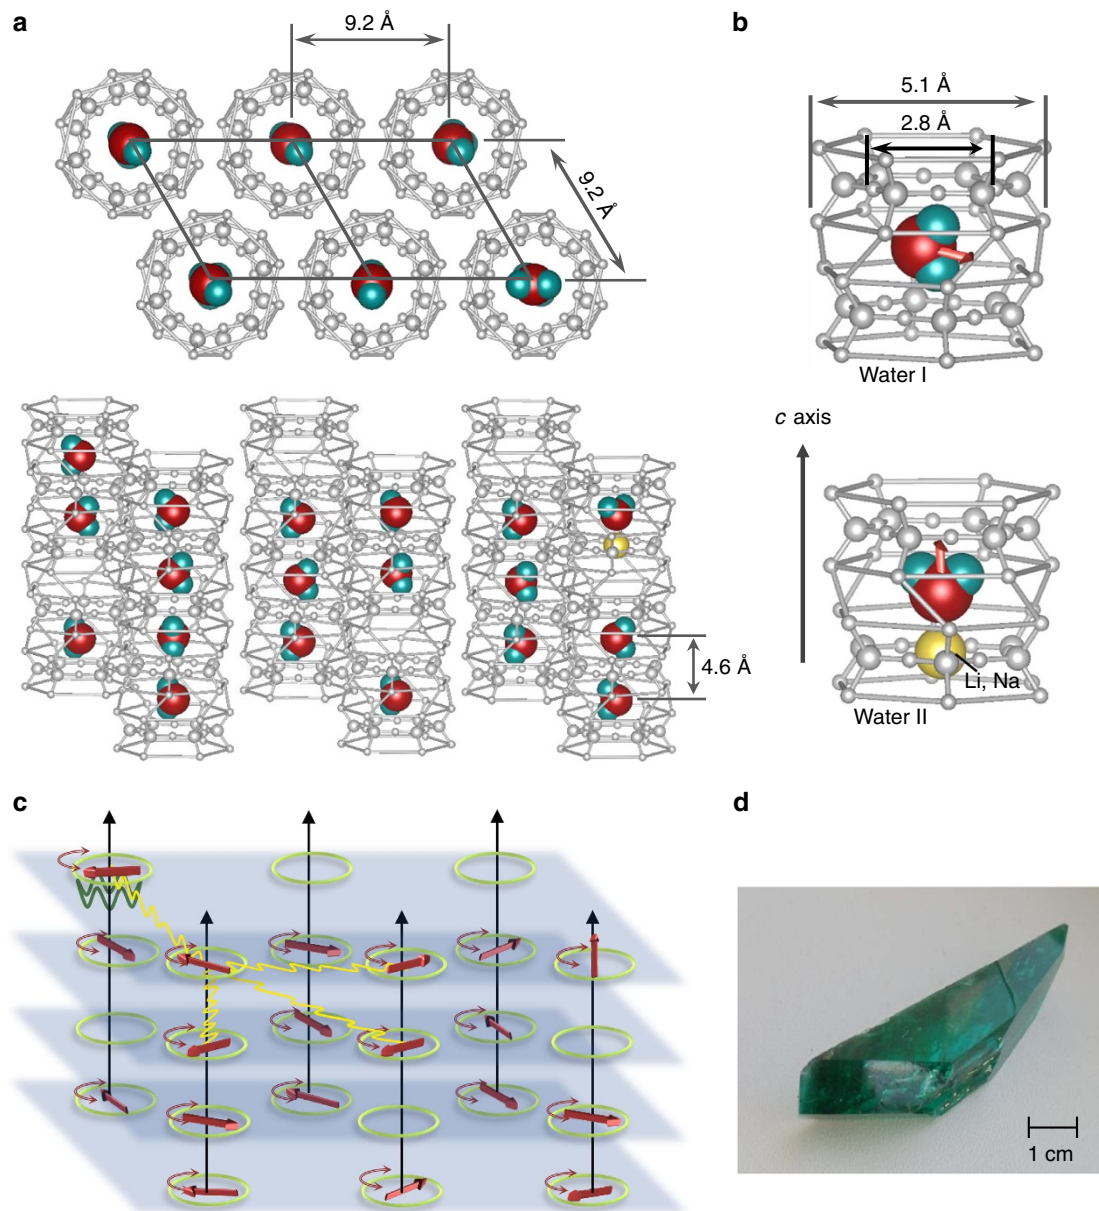 a
9.2 Å
9.2 Å
4.6 Å
b
5.1 Å
2.8 Å
Water I
c axis
Li, Na
Water II
c
d
1 cm